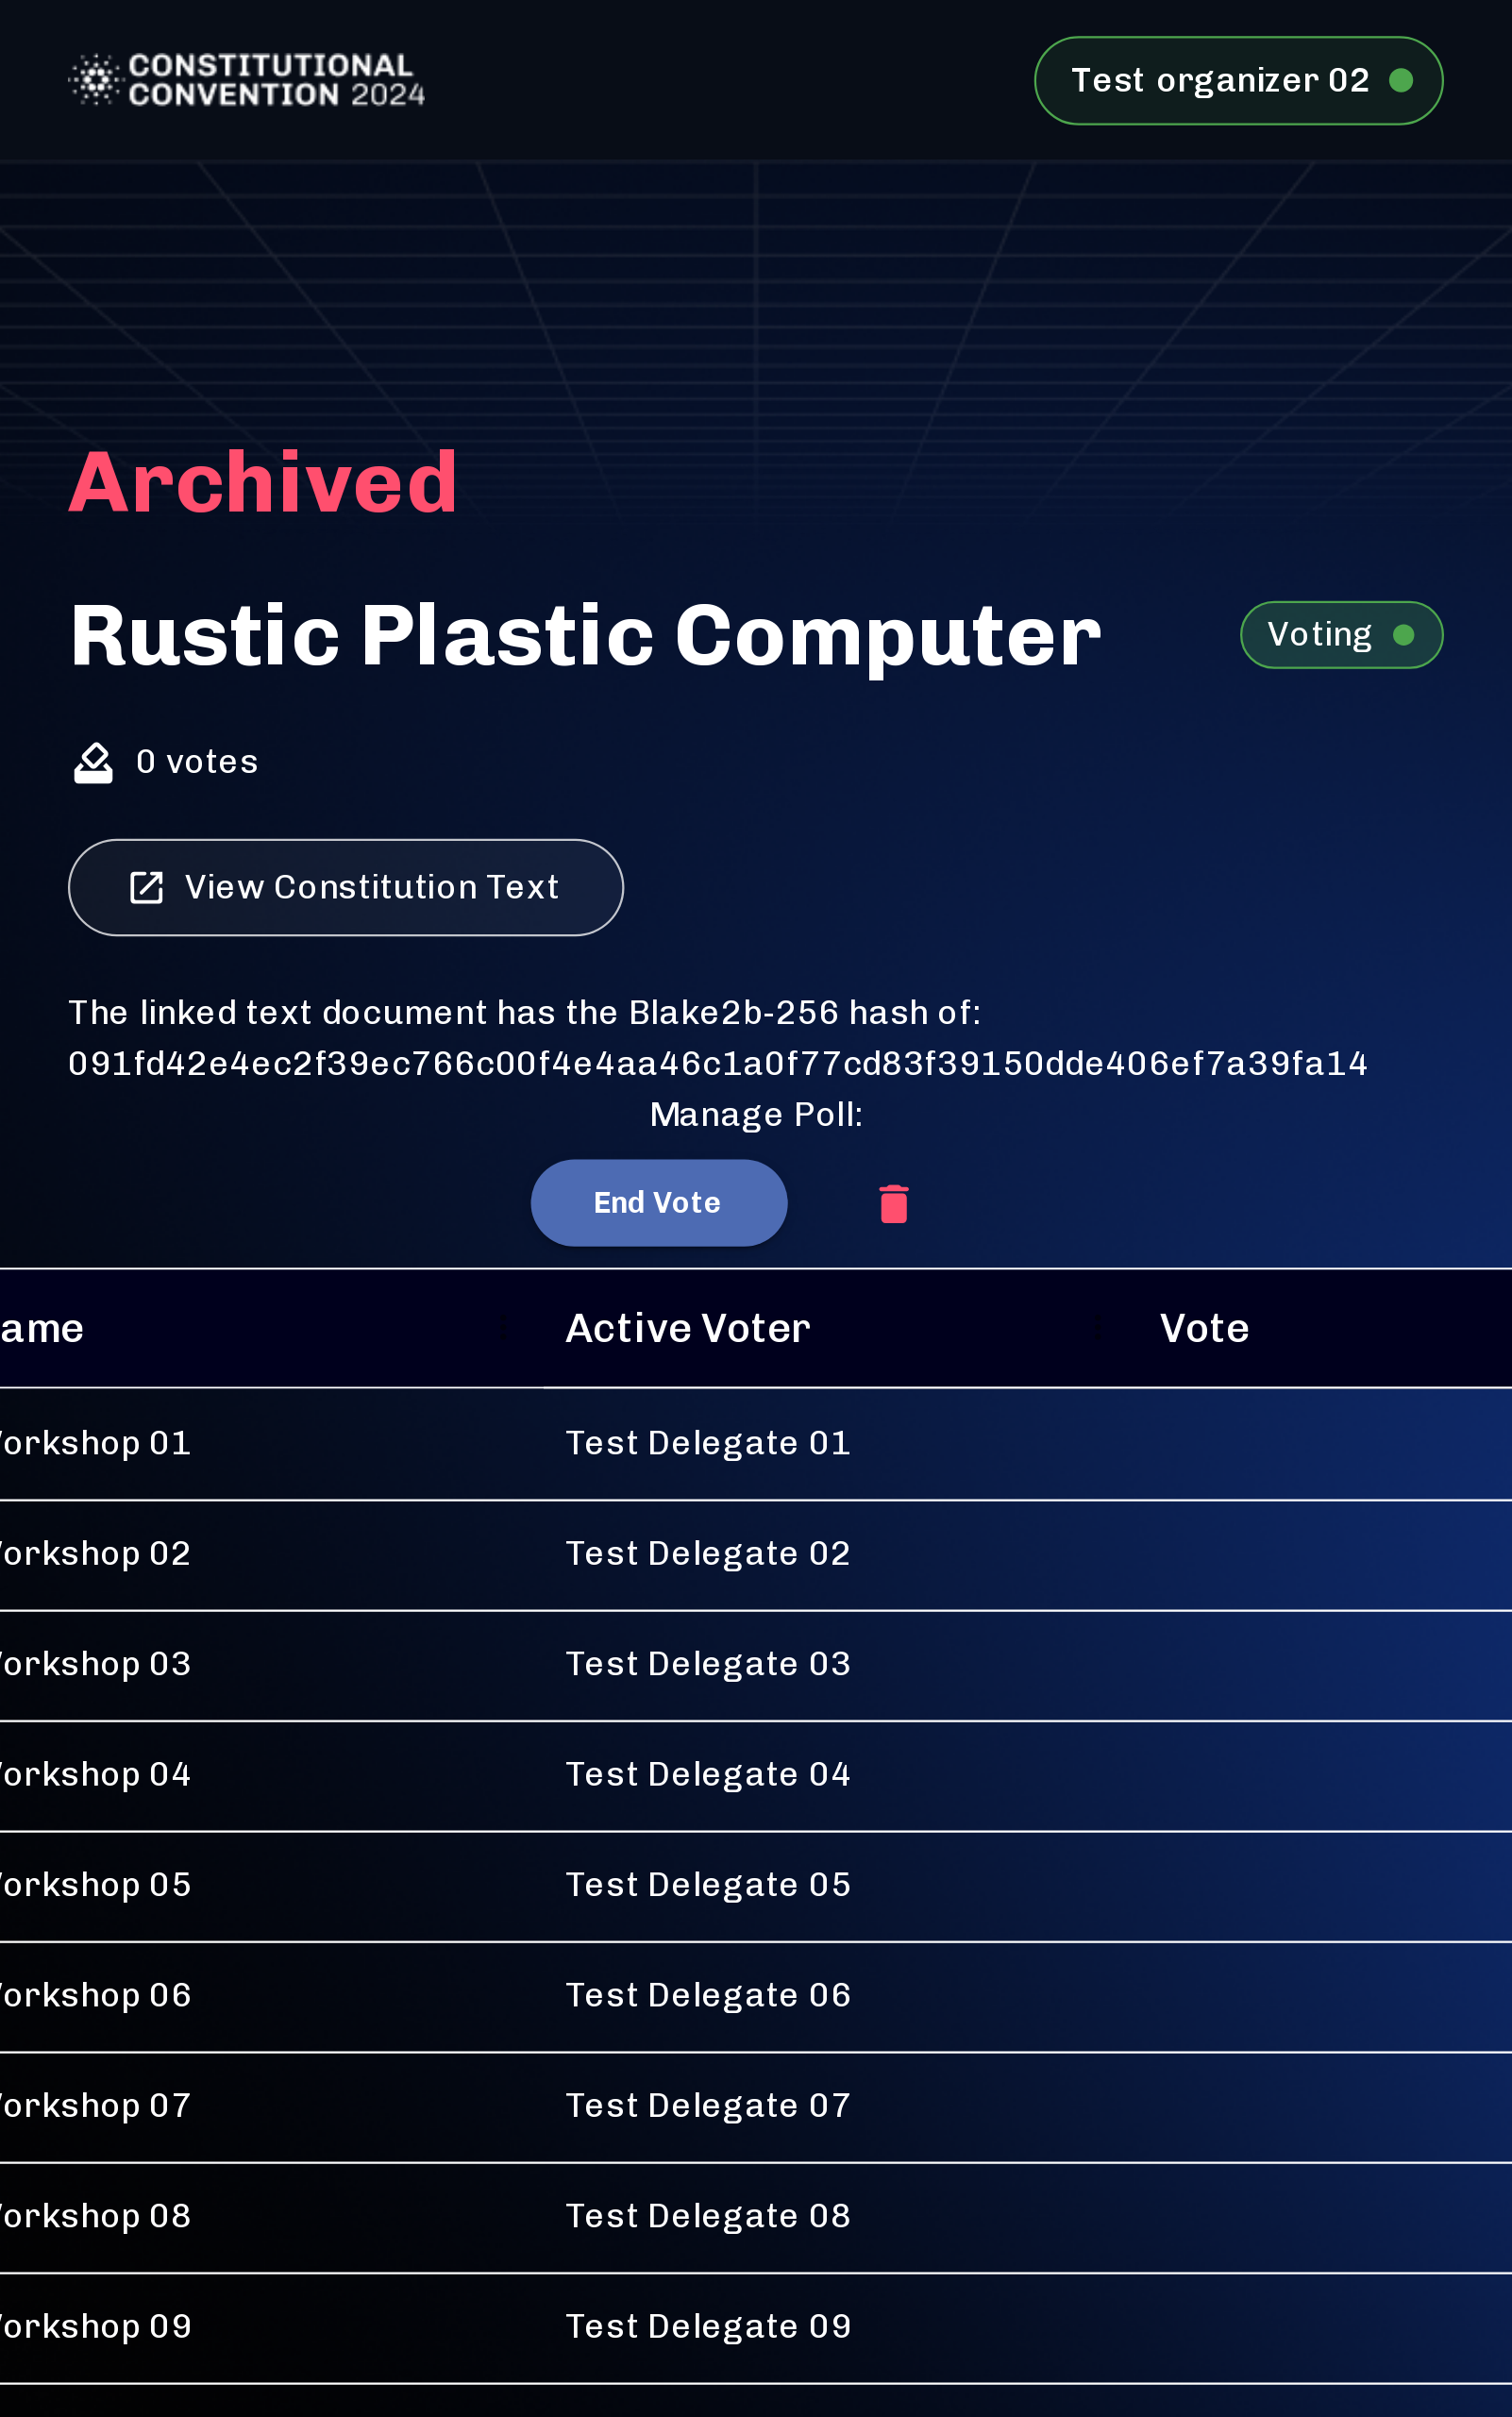 CONSTITUTIONAL
CONVENTION 2024
Test organizer 02
Archived
Rustic Plastic Computer
Voting
0 votes
View Constitution Text
The linked text document has the Blake2b-256 hash of:
091fd42e4ec2f39ec766c00f4e4aa46c1a0f77cd83f39150dde406ef7a39fa14
Manage Poll:
End Vote
ame Active Voter Vote
orkshop 01 Test Delegate 01
orkshop 02 Test Delegate 02
orkshop 03 Test Delegate 03
orkshop 04 Test Delegate 04
orkshop 05 Test Delegate 05
orkshop 06 Test Delegate 06
orkshop 07 Test Delegate 07
orkshop 08 Test Delegate 08
orkshop 09 Test Delegate 09